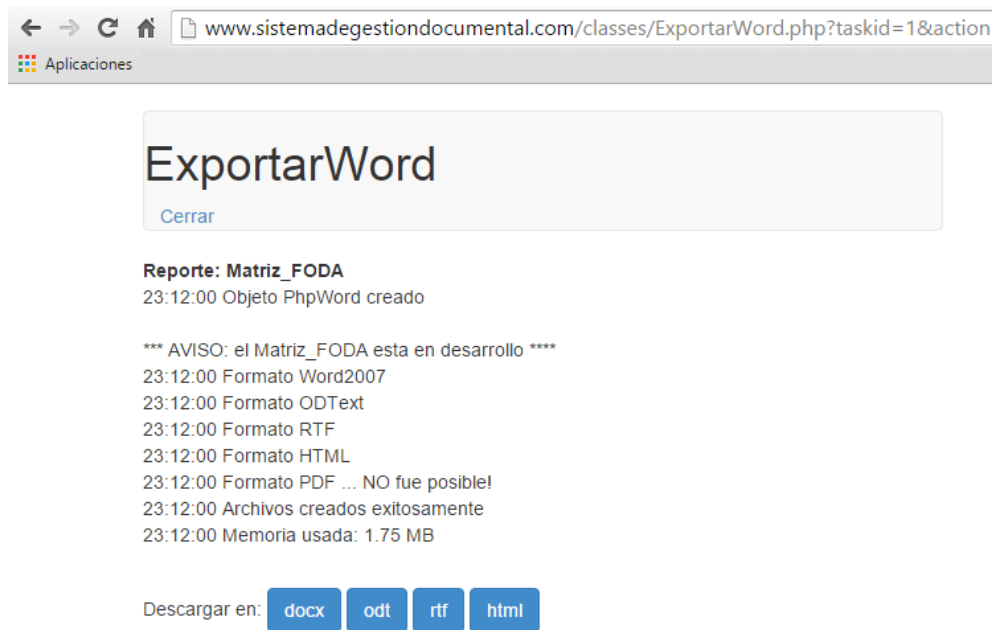 www.sistemadegestiondocumental.com/classes/ExportarWord.php?taskid=1&action
Aplicaciones
ExportarWord
Cerrar
Reporte: Matriz_FODA
23:12:00 Objeto PhpWord creado
*** AVISO: el Matriz_FODA esta en desarrollo ****
23:12:00 Formato Word2007
23:12:00 Formato ODText
23:12:00 Formato RTF
23:12:00 Formato HTML
23:12:00 Formato PDF ... NO fue posible!
23:12:00 Archivos creados exitosamente
23:12:00 Memoria usada: 1.75 MB
Descargar en: docx odt rtf html